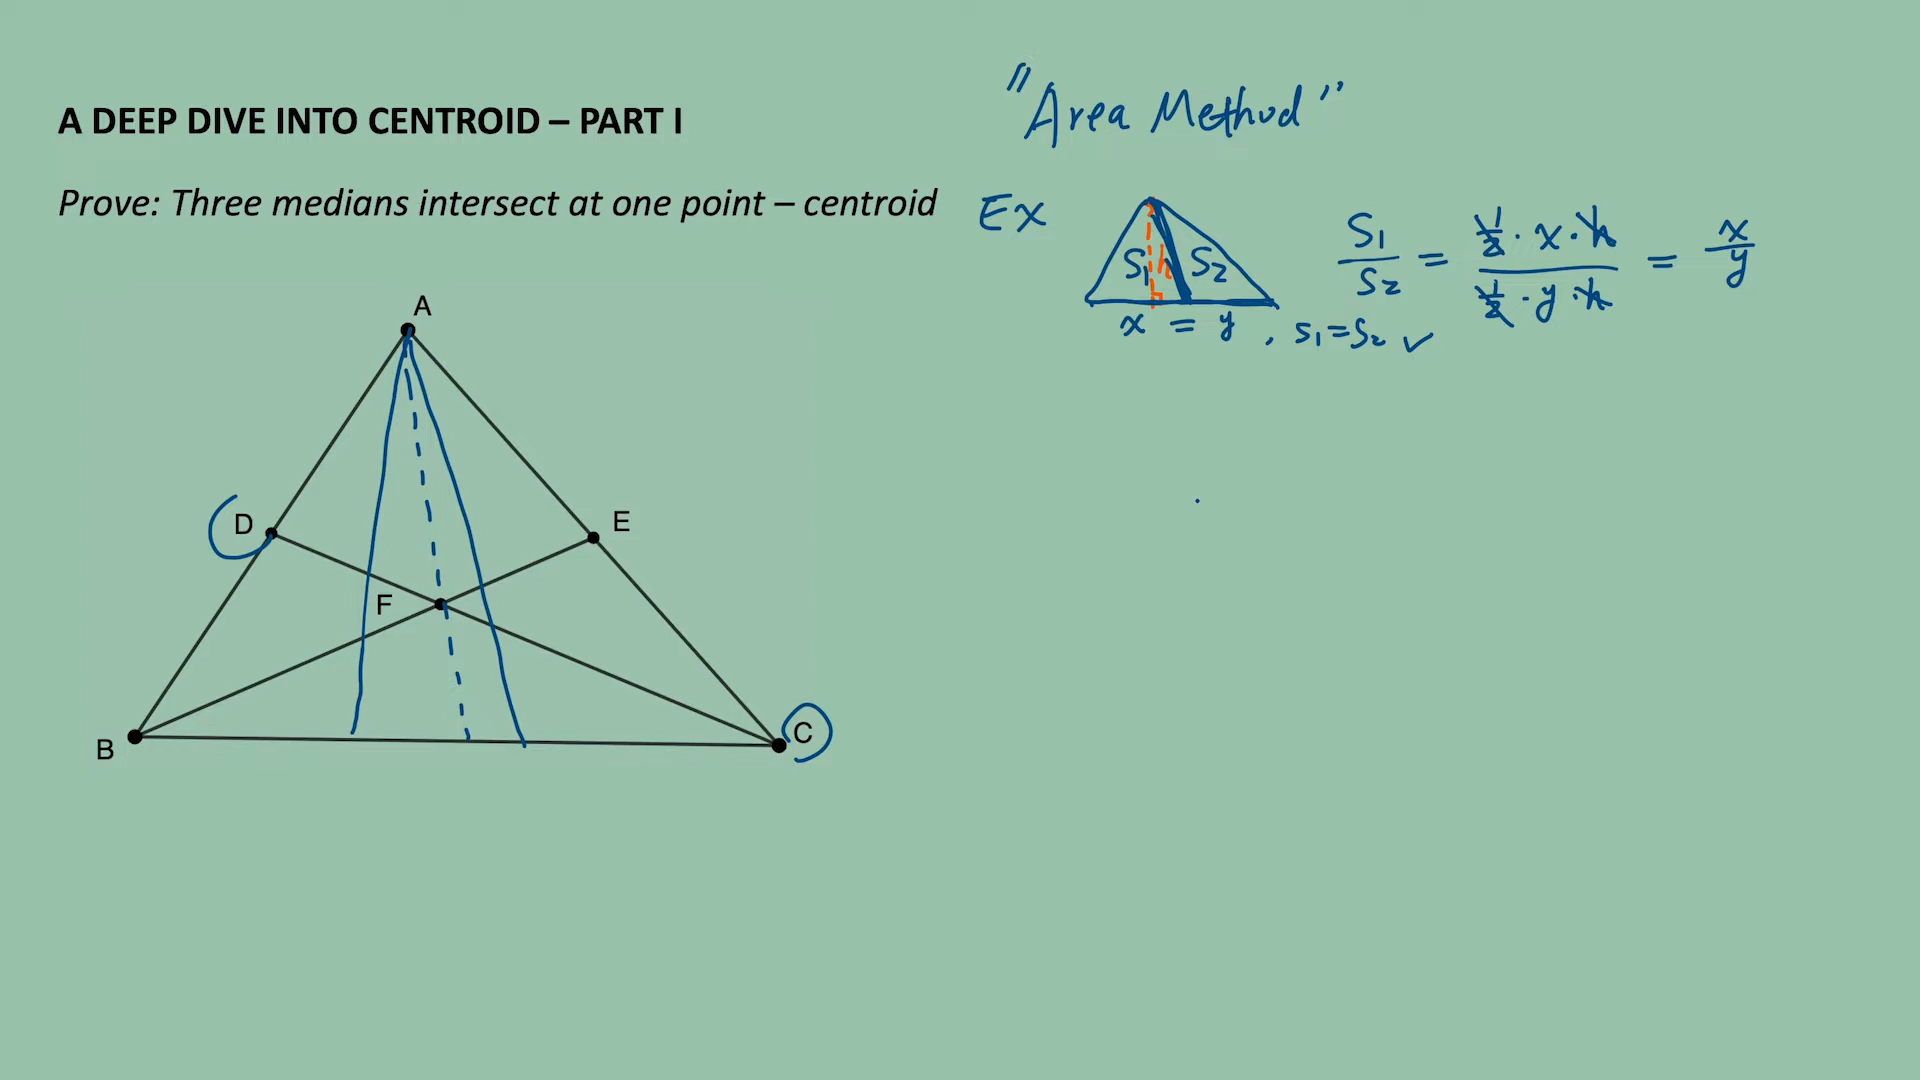 A DEEP DIVE INTO CENTROID – PART I
Prove: Three medians intersect at one point – centroid
"Area Method"
Ex
S1 h S2
x = y , S1=S2 ✓
S1/S2 = (1/2 · x · h)/(1/2 · y · h) = x/y
A
D
E
F
B
C